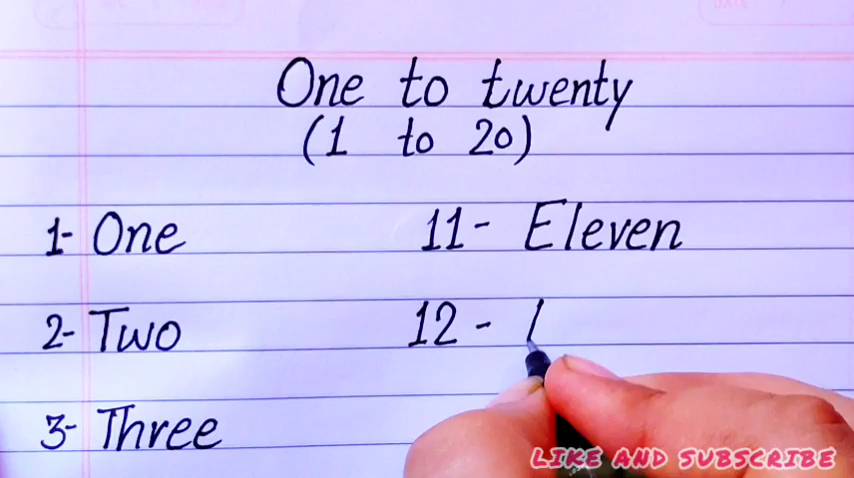 One to twenty
(1 to 20)
1- One
2- Two
3- Three
11- Eleven
12 -
LIKE AND SUBSCRIBE